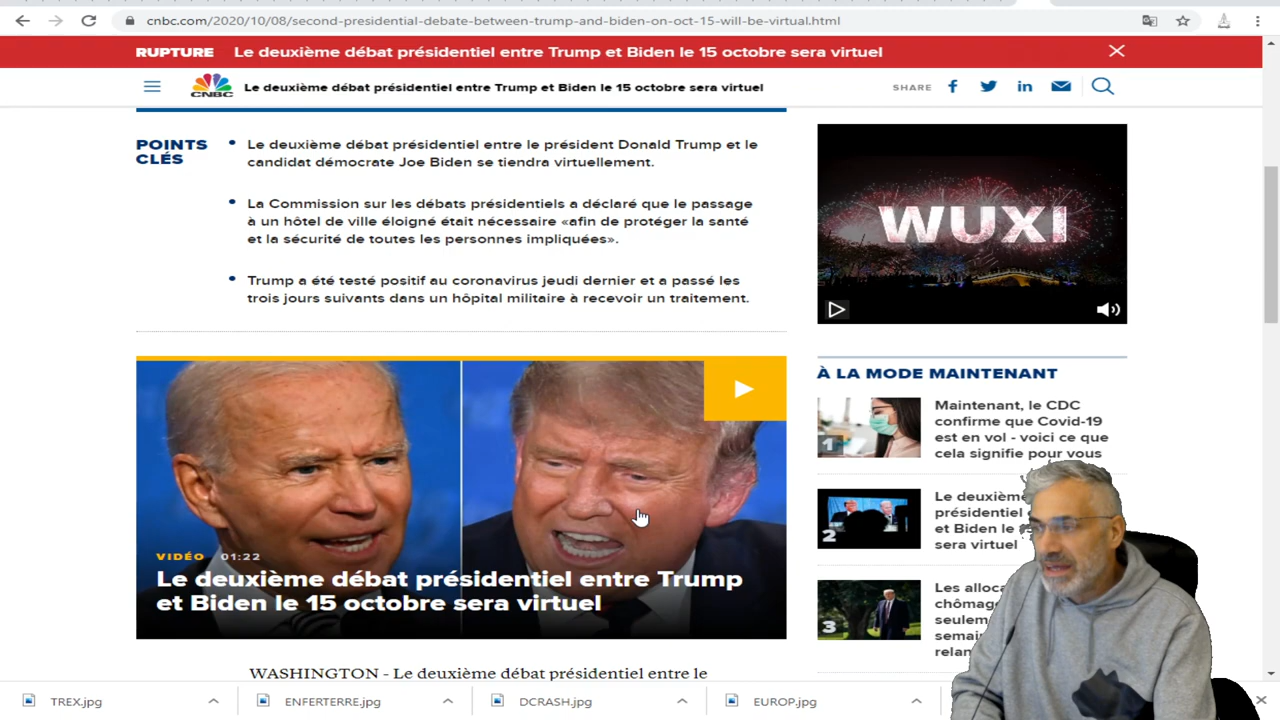 cnbc.com/2020/10/08/second-presidential-debate-between-trump-and-biden-on-oct-15-will-be-virtual.html
RUPTURE Le deuxième débat présidentiel entre Trump et Biden le 15 octobre sera virtuel
CNBC Le deuxième débat présidentiel entre Trump et Biden le 15 octobre sera virtuel SHARE
POINTS
CLÉS
Le deuxième débat présidentiel entre le président Donald Trump et le
candidat démocrate Joe Biden se tiendra virtuellement.
La Commission sur les débats présidentiels a déclaré que le passage
à un hôtel de ville éloigné était nécessaire «afin de protéger la santé
et la sécurité de toutes les personnes impliquées».
Trump a été testé positif au coronavirus jeudi dernier et a passé les
trois jours suivants dans un hôpital militaire à recevoir un traitement.
VIDÉO 01:22
Le deuxième débat présidentiel entre Trump
et Biden le 15 octobre sera virtuel
WASHINGTON - Le deuxième débat présidentiel entre le
WUXI
À LA MODE MAINTENANT
1
Maintenant, le CDC
confirme que Covid-19
est en vol - voici ce que
cela signifie pour vous
2
Le deuxième
présidentiel
et Biden le
sera virtuel
3
Les alloca
chômag
seulem
semai
relan
TREX.jpg
ENFERTERRE.jpg
DCRASH.jpg
EUROP.jpg